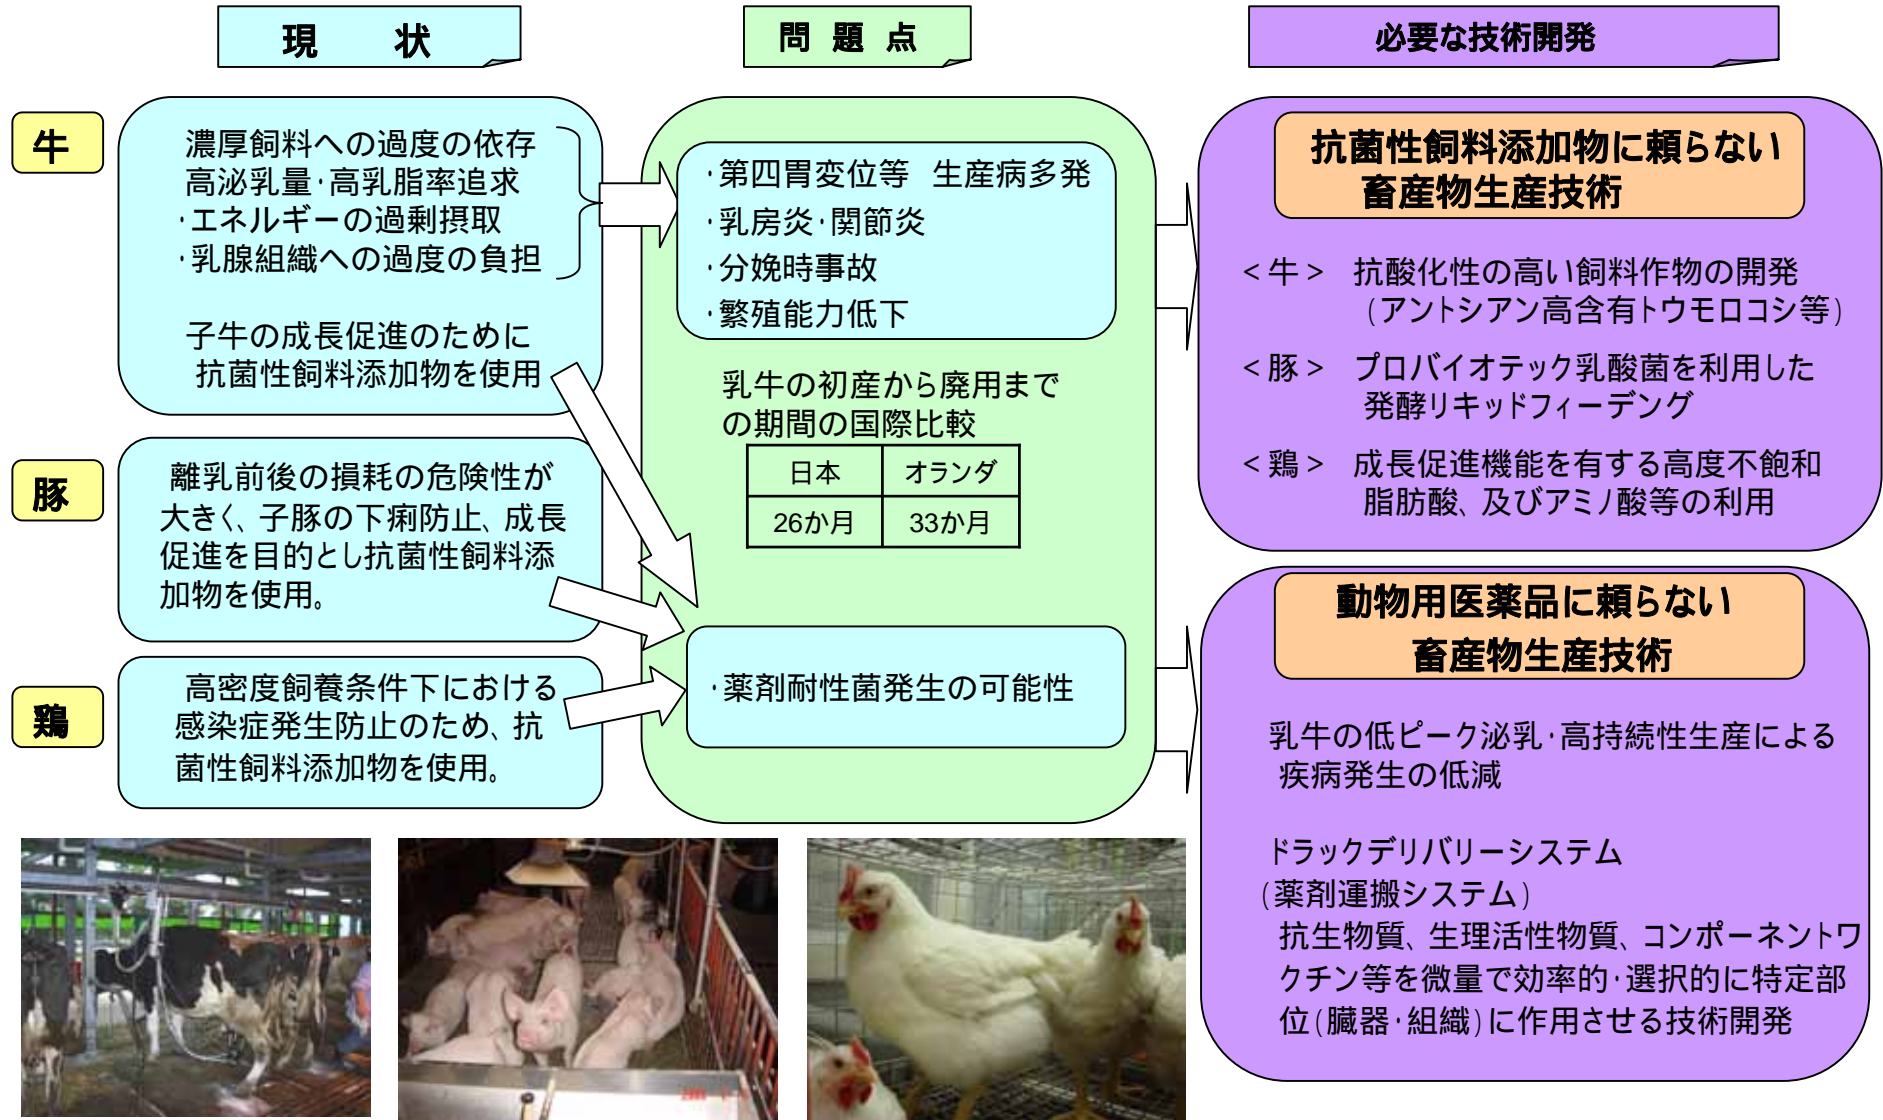 現 状
問 題 点
必要な技術開発
牛
濃厚飼料への過度の依存
高泌乳量・高乳脂率追求
・エネルギーの過剰摂取
・乳腺組織への過度の負担
子牛の成長促進のために
抗菌性飼料添加物を使用
豚
離乳前後の損耗の危険性が
大きく、子豚の下痢防止、成長
促進を目的とし抗菌性飼料添
加物を使用。
鶏
高密度飼養条件下における
感染症発生防止のため、抗
菌性飼料添加物を使用。
・第四胃変位等 生産病多発
・乳房炎・関節炎
・分娩時事故
・繁殖能力低下
乳牛の初産から廃用まで
の期間の国際比較
日本 オランダ
26か月 33か月
・薬剤耐性菌発生の可能性
抗菌性飼料添加物に頼らない
畜産物生産技術
<牛> 抗酸化性の高い飼料作物の開発
(アントシアン高含有トウモロコシ等)
<豚> プロバイオテック乳酸菌を利用した
発酵リキッドフィーデング
<鶏> 成長促進機能を有する高度不飽和
脂肪酸、及びアミノ酸等の利用
動物用医薬品に頼らない
畜産物生産技術
乳牛の低ピーク泌乳・高持続性生産による
疾病発生の低減
ドラックデリバリーシステム
(薬剤運搬システム)
抗生物質、生理活性物質、コンポーネントワ
クチン等を微量で効率的・選択的に特定部
位(臓器・組織)に作用させる技術開発